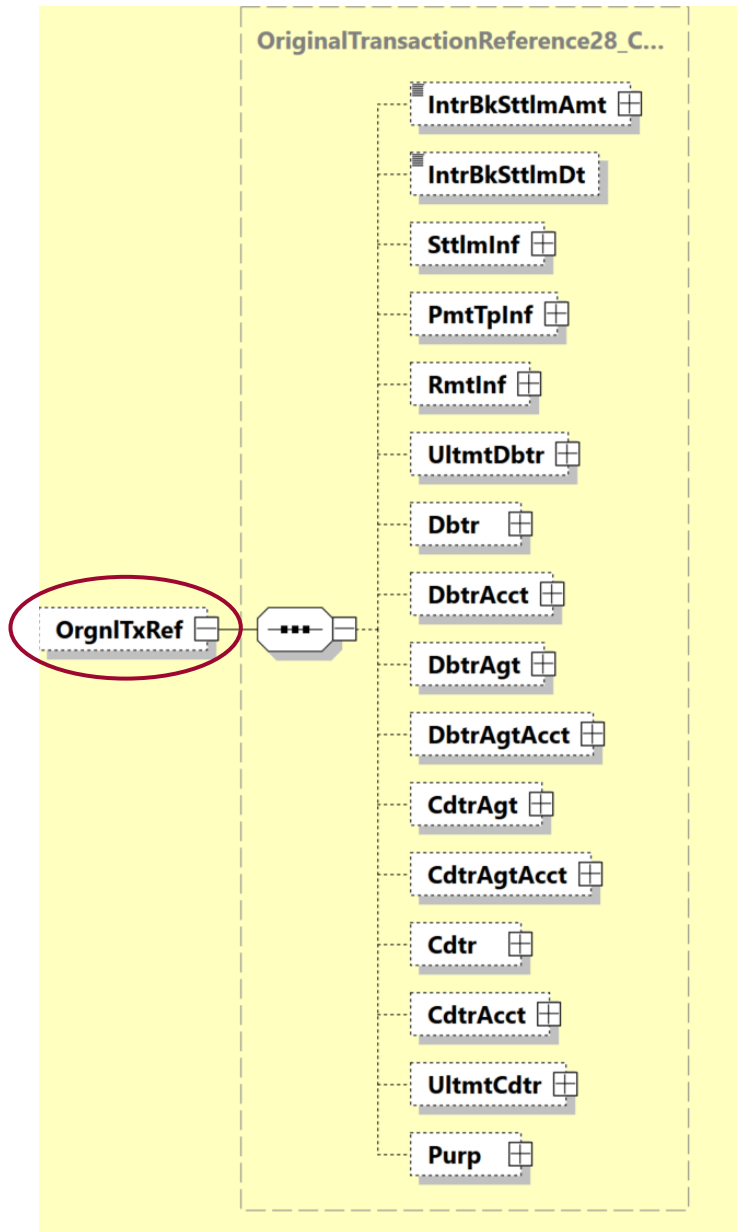 OriginalTransactionReference28_C...
IntrBkSttlmAmt
IntrBkSttlmDt
SttlmInf
PmtTpInf
RmtInf
UltmtDbtr
Dbtr
DbtrAcct
OrgnlTxRef
DbtrAgt
DbtrAgtAcct
CdtrAgt
CdtrAgtAcct
Cdtr
CdtrAcct
UltmtCdtr
Purp